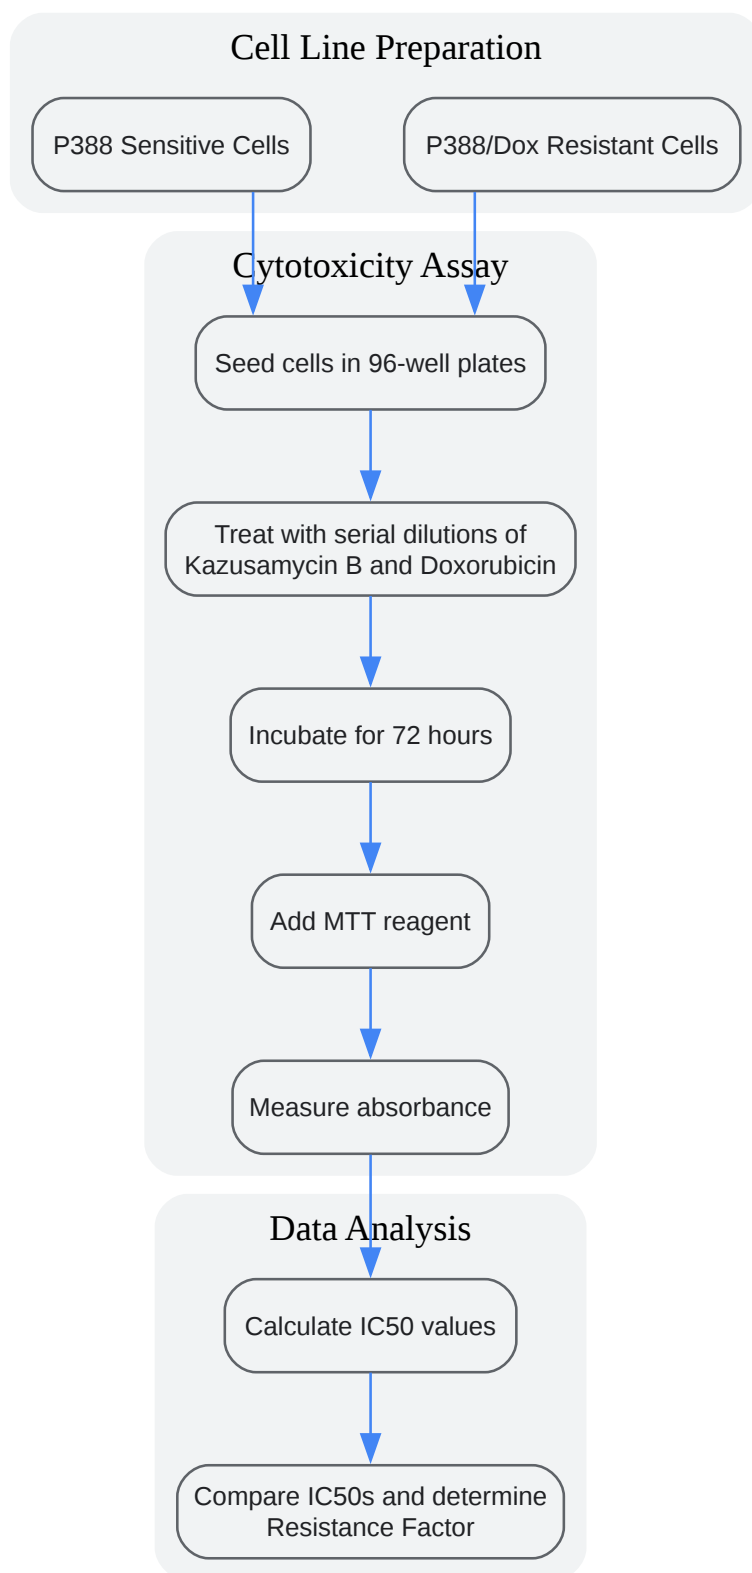 Cell Line Preparation
P388 Sensitive Cells
P388/Dox Resistant Cells
Cytotoxicity Assay
Seed cells in 96-well plates
Treat with serial dilutions of
Kazusamycin B and Doxorubicin
Incubate for 72 hours
Add MTT reagent
Measure absorbance
Data Analysis
Calculate IC50 values
Compare IC50s and determine
Resistance Factor